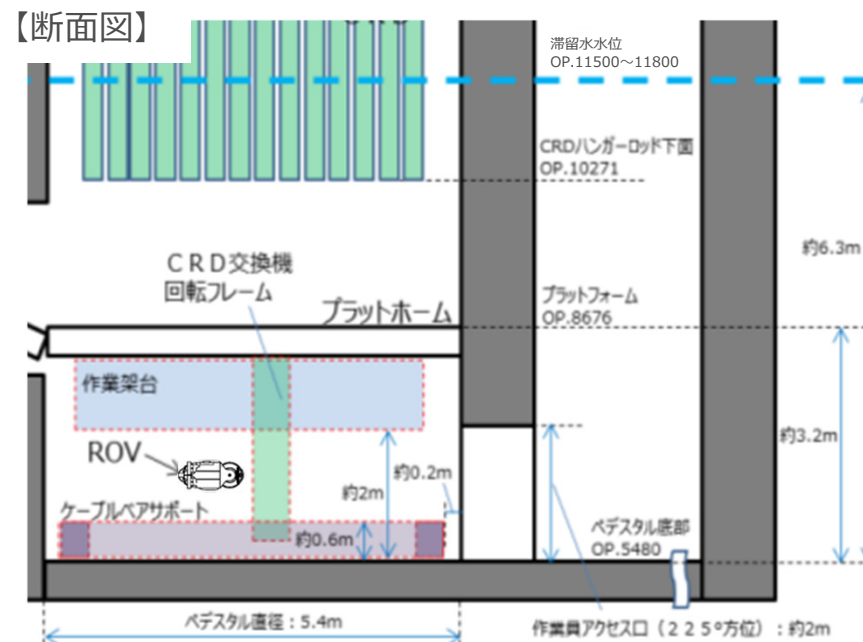 【断面図】
滞留水水位
OP.11500～11800
CRDハンガーロッド下面
OP.10271
約6.3m
ＣＲＤ交換機
回転フレーム
プラットホーム
プラットフォーム
OP.8676
作業架台
ROV
約0.2m
約2m
約3.2m
ケーブルベアサポート
約0.6m
ペデスタル底部
OP.5480
ペデスタル直径：5.4m
作業員アクセス口（２２５°方位）：約2m